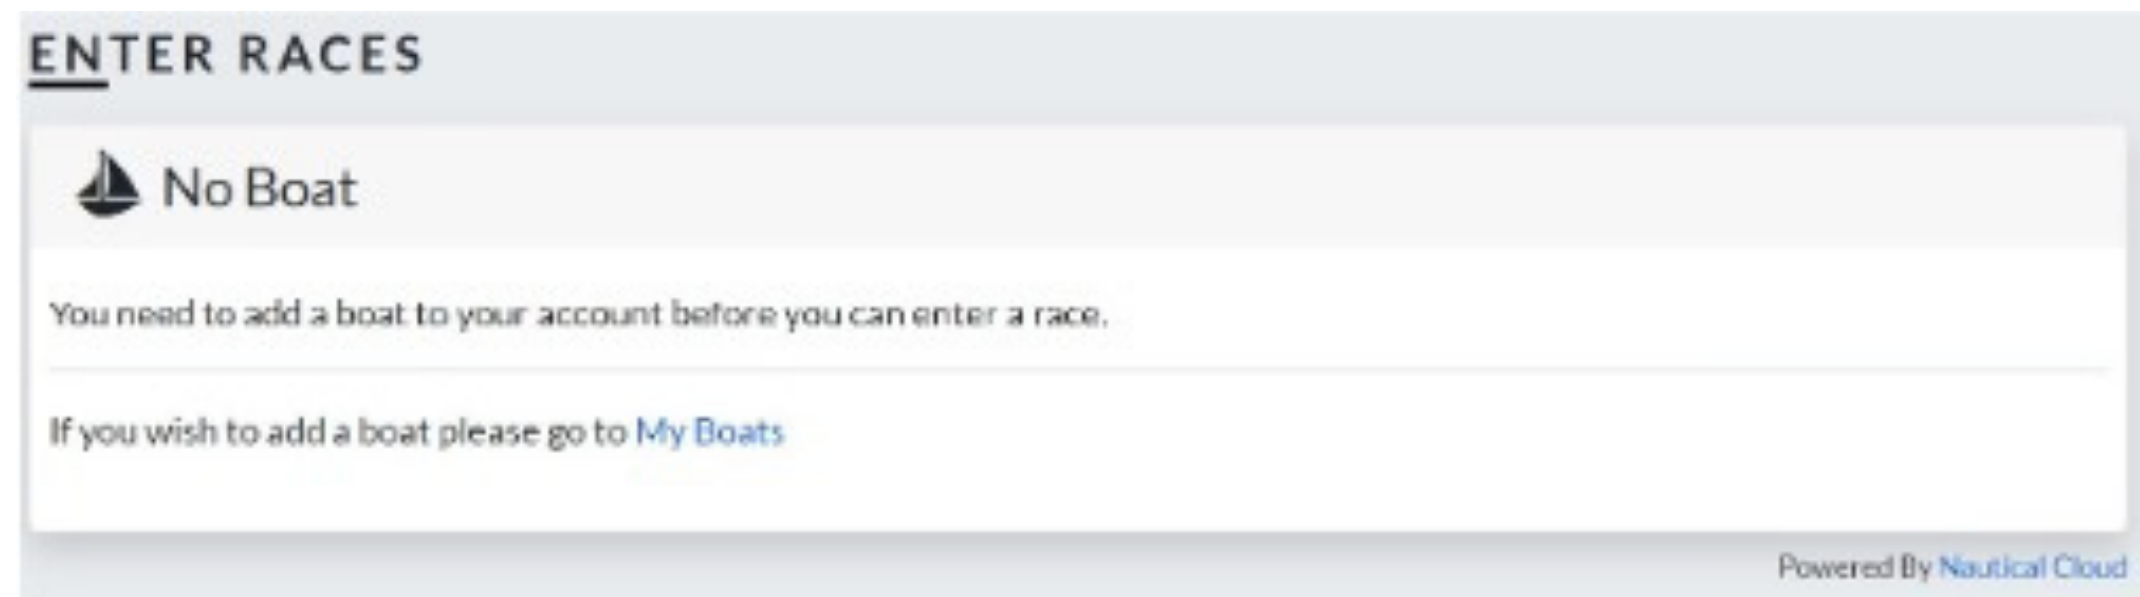 ENTER RACES
No Boat
You need to add a boat to your account before you can enter a race.
If you wish to add a boat please go to My Boats
Powered By Nautical Cloud